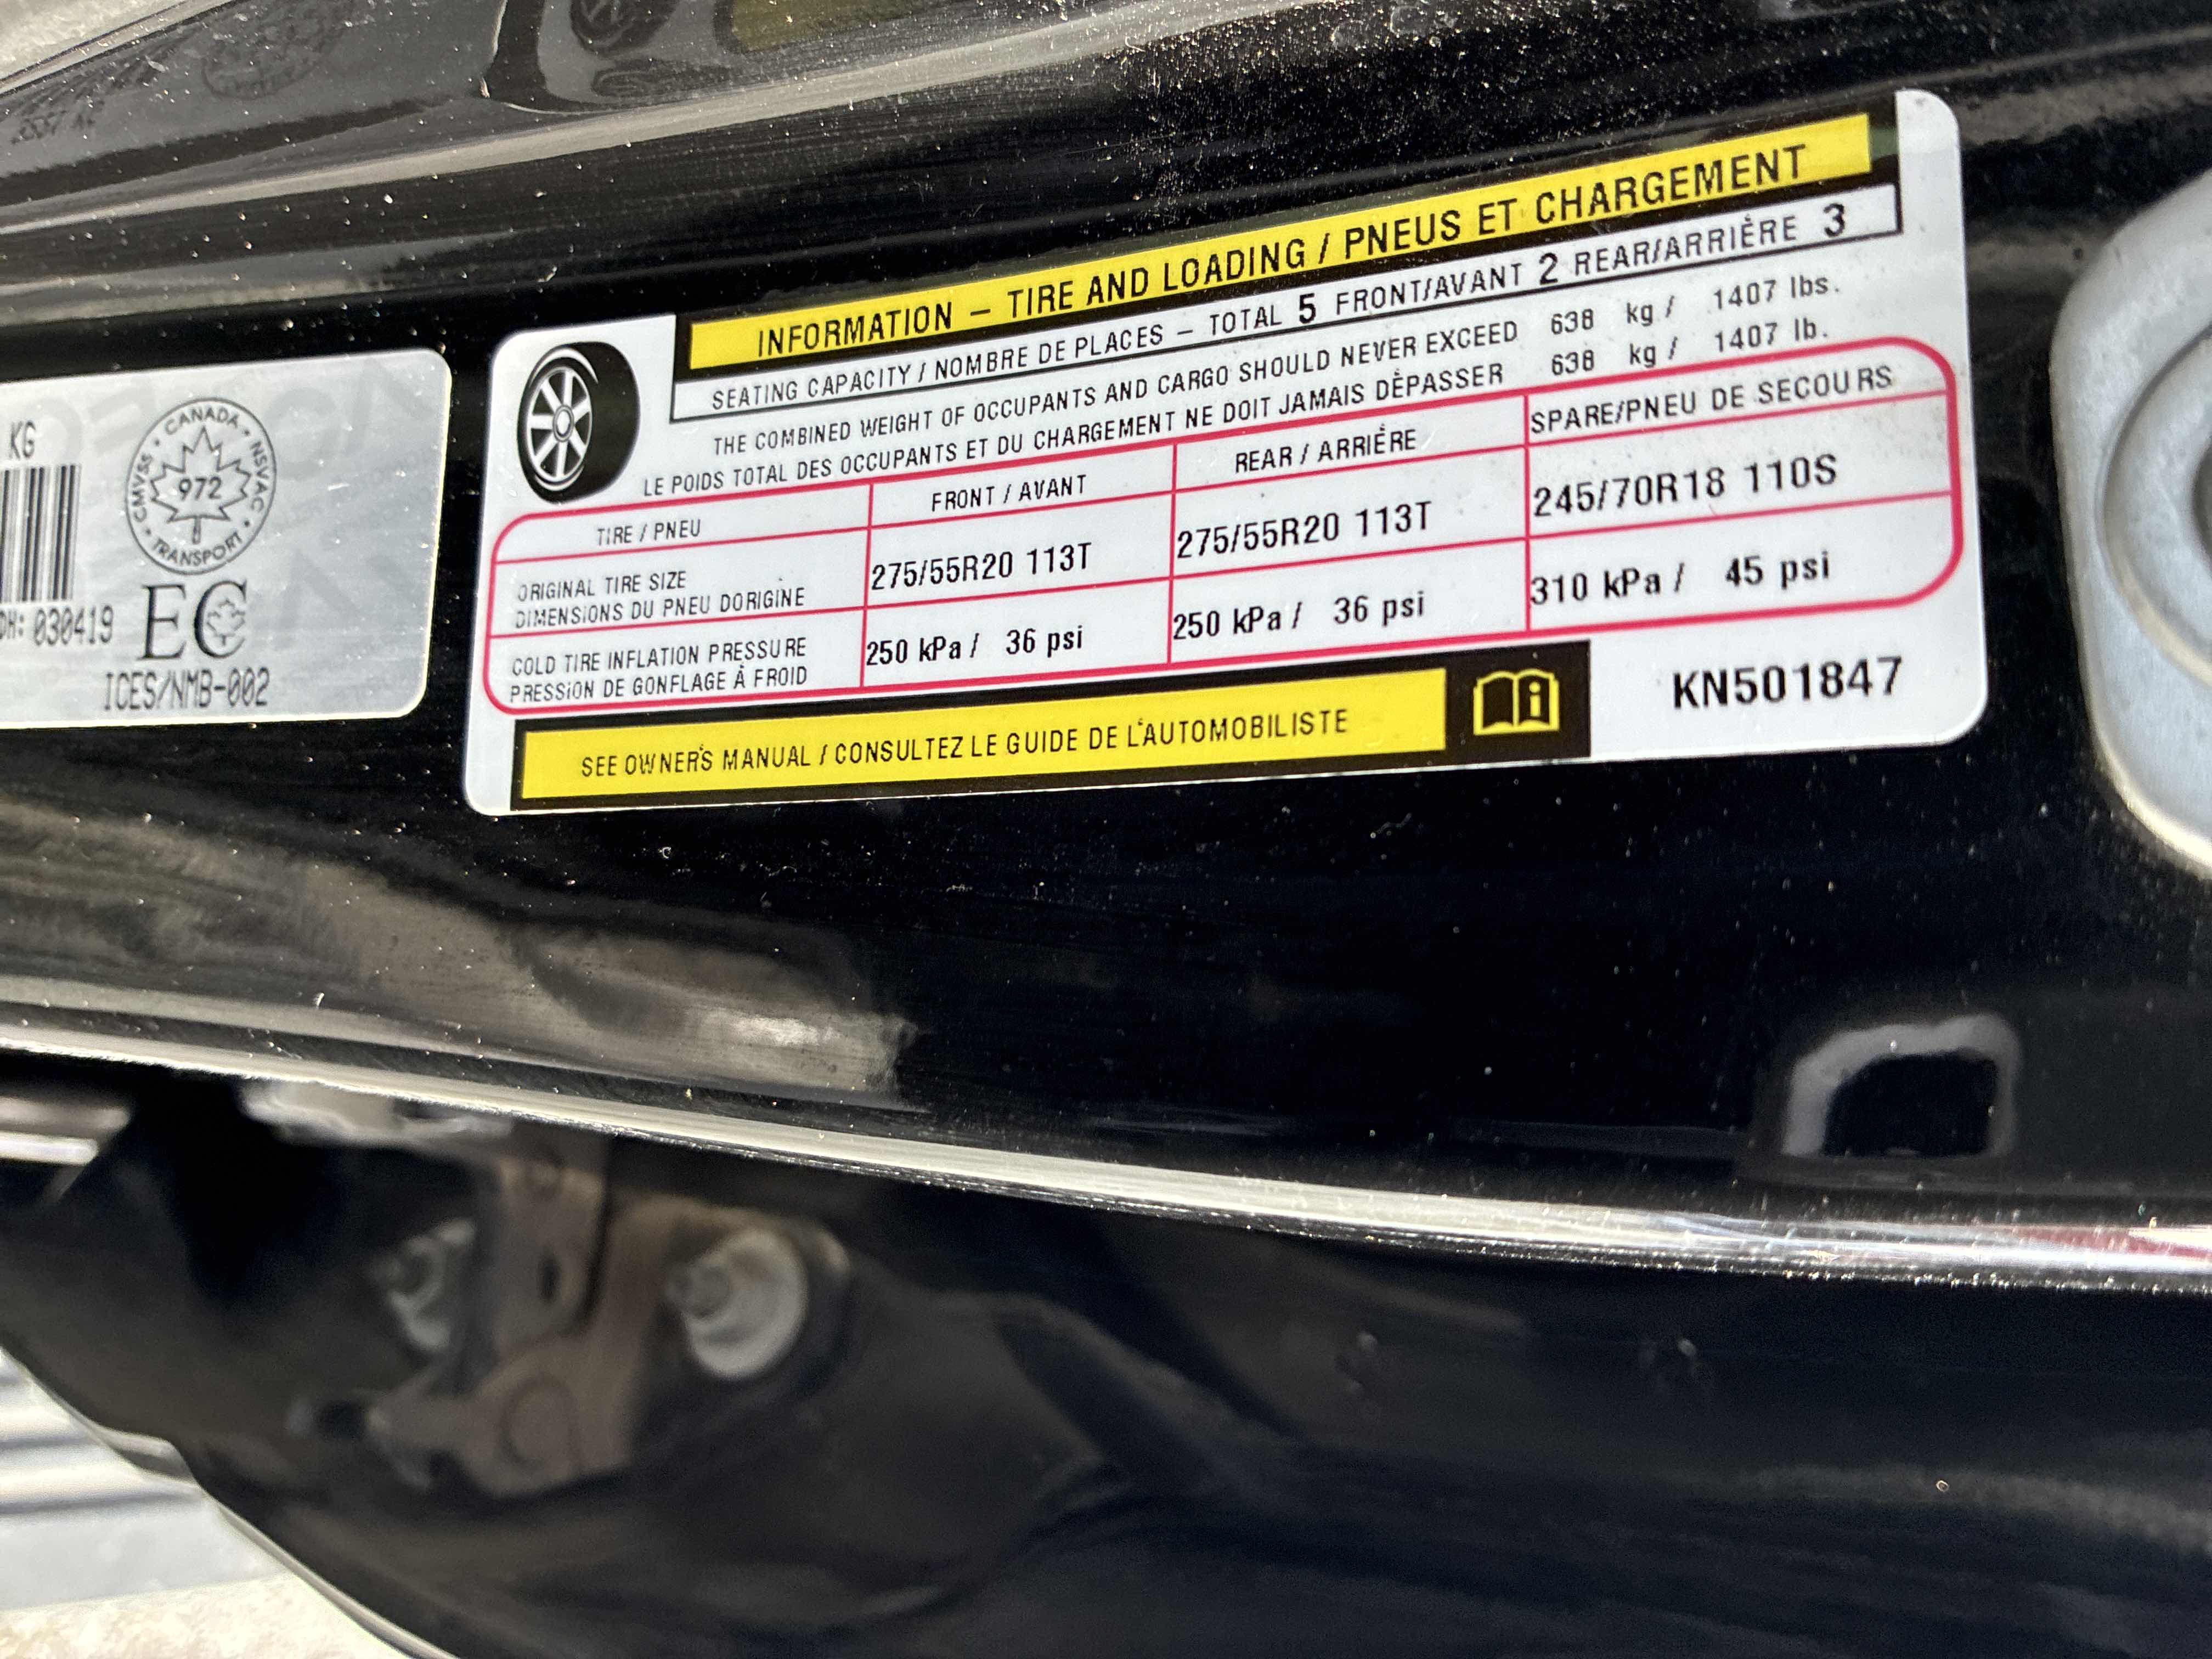 INFORMATION – TIRE AND LOADING / PNEUS ET CHARGEMENT
SEATING CAPACITY / NOMBRE DE PLACES – TOTAL 5 FRONT/AVANT 2 REAR/ARRIÈRE 3
THE COMBINED WEIGHT OF OCCUPANTS AND CARGO SHOULD NEVER EXCEED 638 kg / 1407 lbs.
LE POIDS TOTAL DES OCCUPANTS ET DU CHARGEMENT NE DOIT JAMAIS DÉPASSER 638 kg / 1407 lb.
TIRE / PNEU FRONT / AVANT REAR / ARRIÈRE SPARE/PNEU DE SECOURS
ORIGINAL TIRE SIZE
DIMENSIONS DU PNEU DORIGINE
275/55R20 113T 275/55R20 113T 245/70R18 110S
COLD TIRE INFLATION PRESSURE
PRESSION DE GONFLAGE À FROID
250 kPa / 36 psi 250 kPa / 36 psi 310 kPa / 45 psi
SEE OWNER'S MANUAL / CONSULTEZ LE GUIDE DE L'AUTOMOBILISTE
KN501847
KG
CANADA • NSVAC • TRANSPORT • CMVSS
972
030419
EC
ICES/NMB-002